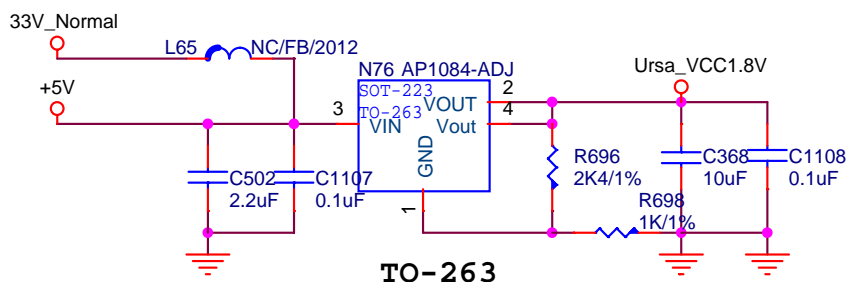 33V_Normal
L65
NC/FB/2012
+5V
N76 AP1084-ADJ
SOT-223
TO-263
3
VIN
VOUT
2
Vout
4
GND
1
Ursa_VCC1.8V
C502
2.2uF
C1107
0.1uF
R696
2K4/1%
R698
1K/1%
C368
10uF
C1108
0.1uF
TO-263